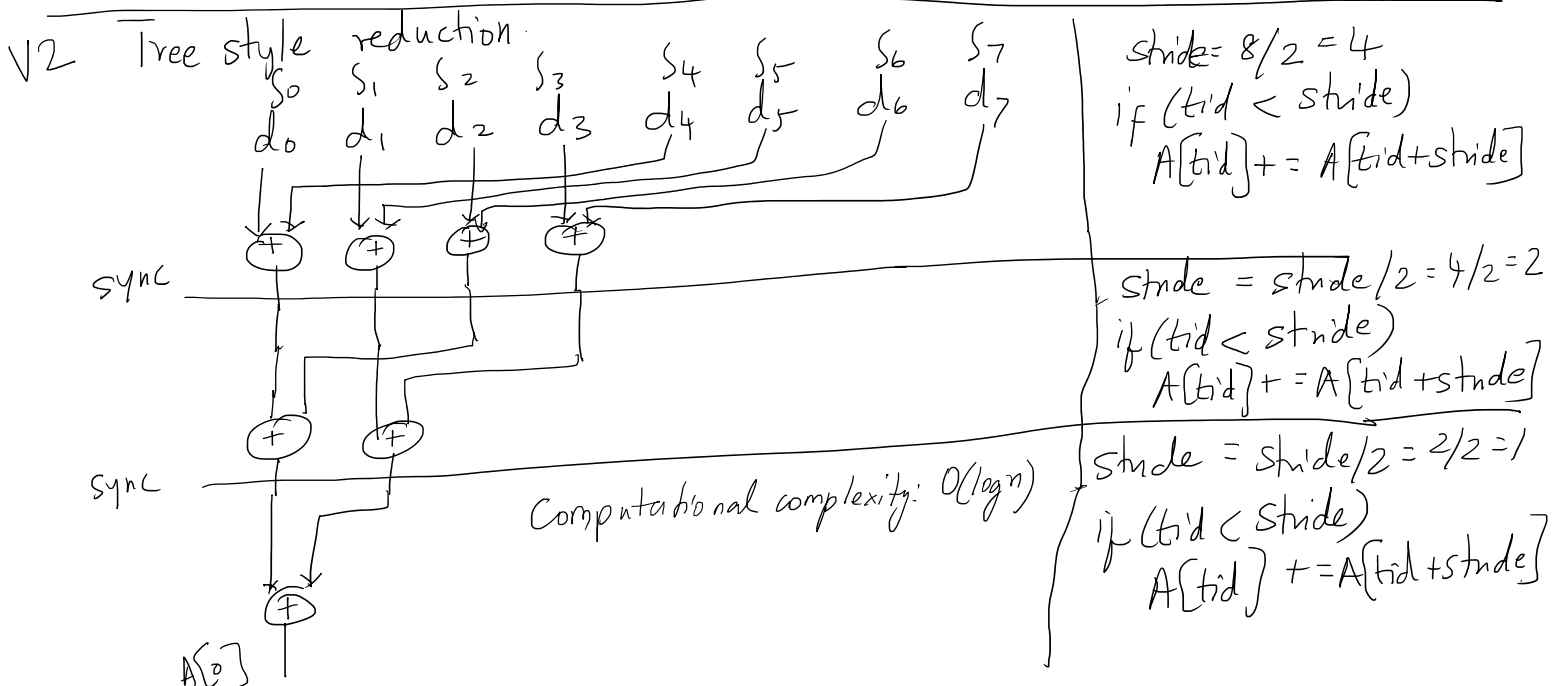 V2 Tree style reduction.
S0 S1 S2 S3 S4 S5 S6 S7
d0 d1 d2 d3 d4 d5 d6 d7
+ + + +
sync
+ +
sync
Computational complexity: O(log n)
+
A[0]
stride = 8/2 = 4
if (tid < stride)
A[tid] += A[tid+stride]
stride = stride/2 = 4/2 = 2
if (tid < stride)
A[tid] += A[tid+stride]
stride = stride/2 = 2/2 = 1
if (tid < stride)
A[tid] += A[tid+stride]